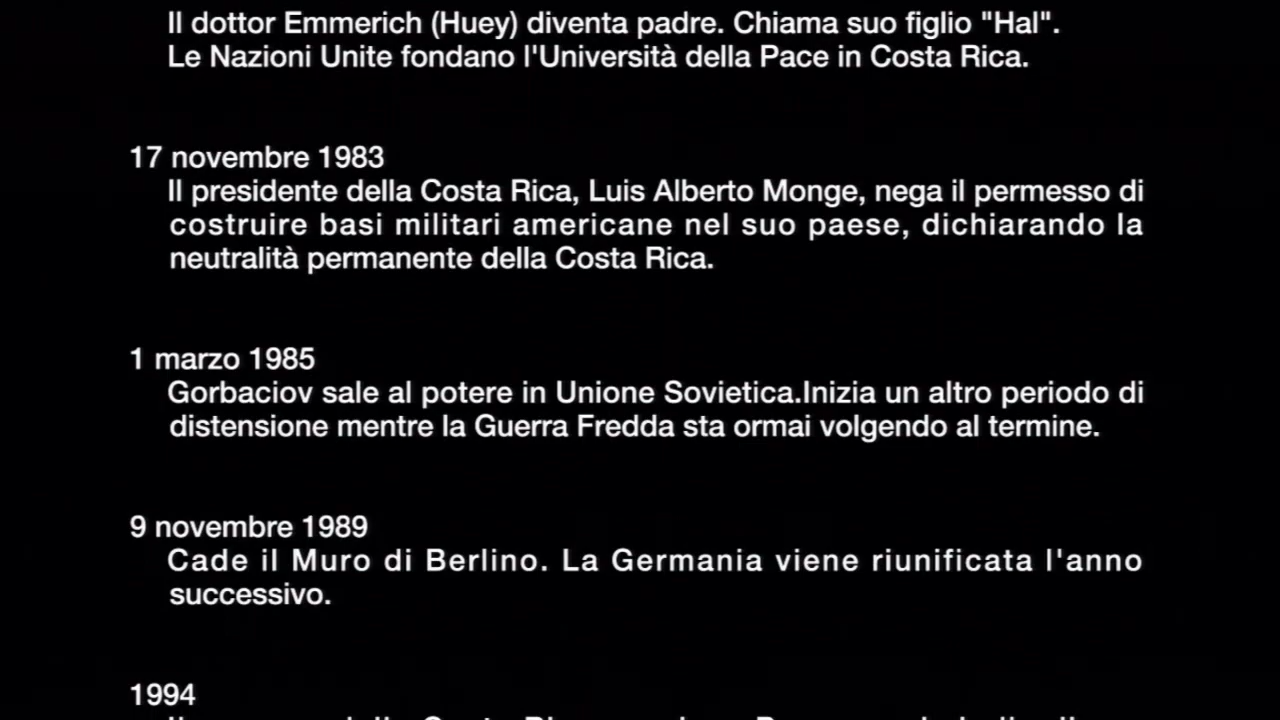 Il dottor Emmerich (Huey) diventa padre. Chiama suo figlio "Hal".
Le Nazioni Unite fondano l'Università della Pace in Costa Rica.
17 novembre 1983
Il presidente della Costa Rica, Luis Alberto Monge, nega il permesso di
costruire basi militari americane nel suo paese, dichiarando la
neutralità permanente della Costa Rica.
1 marzo 1985
Gorbaciov sale al potere in Unione Sovietica.Inizia un altro periodo di
distensione mentre la Guerra Fredda sta ormai volgendo al termine.
9 novembre 1989
Cade il Muro di Berlino. La Germania viene riunificata l'anno
successivo.
1994